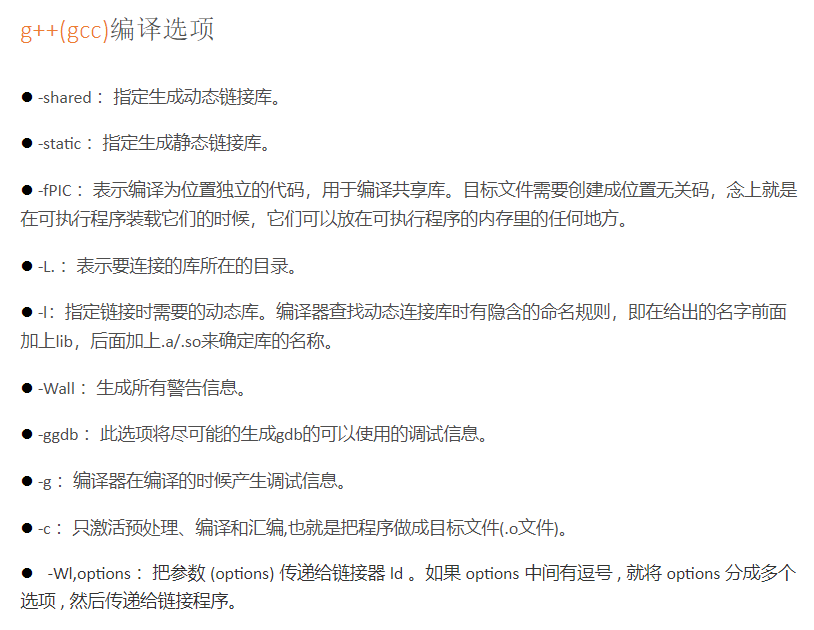 g++(gcc)编译选项
● -shared ：指定生成动态链接库。
● -static ：指定生成静态链接库。
● -fPIC ：表示编译为位置独立的代码，用于编译共享库。目标文件需要创建成位置无关码，念上就是
在可执行程序装载它们的时候，它们可以放在可执行程序的内存里的任何地方。
● -L. ：表示要连接的库所在的目录。
● -l：指定链接时需要的动态库。编译器查找动态连接库时有隐含的命名规则，即在给出的名字前面
加上lib，后面加上.a/.so来确定库的名称。
● -Wall ：生成所有警告信息。
● -ggdb ：此选项将尽可能的生成gdb的可以使用的调试信息。
● -g ：编译器在编译的时候产生调试信息。
● -c ：只激活预处理、编译和汇编,也就是把程序做成目标文件(.o文件)。
● -Wl,options ：把参数 (options) 传递给链接器 ld 。如果 options 中间有逗号 , 就将 options 分成多个
选项 , 然后传递给链接程序。